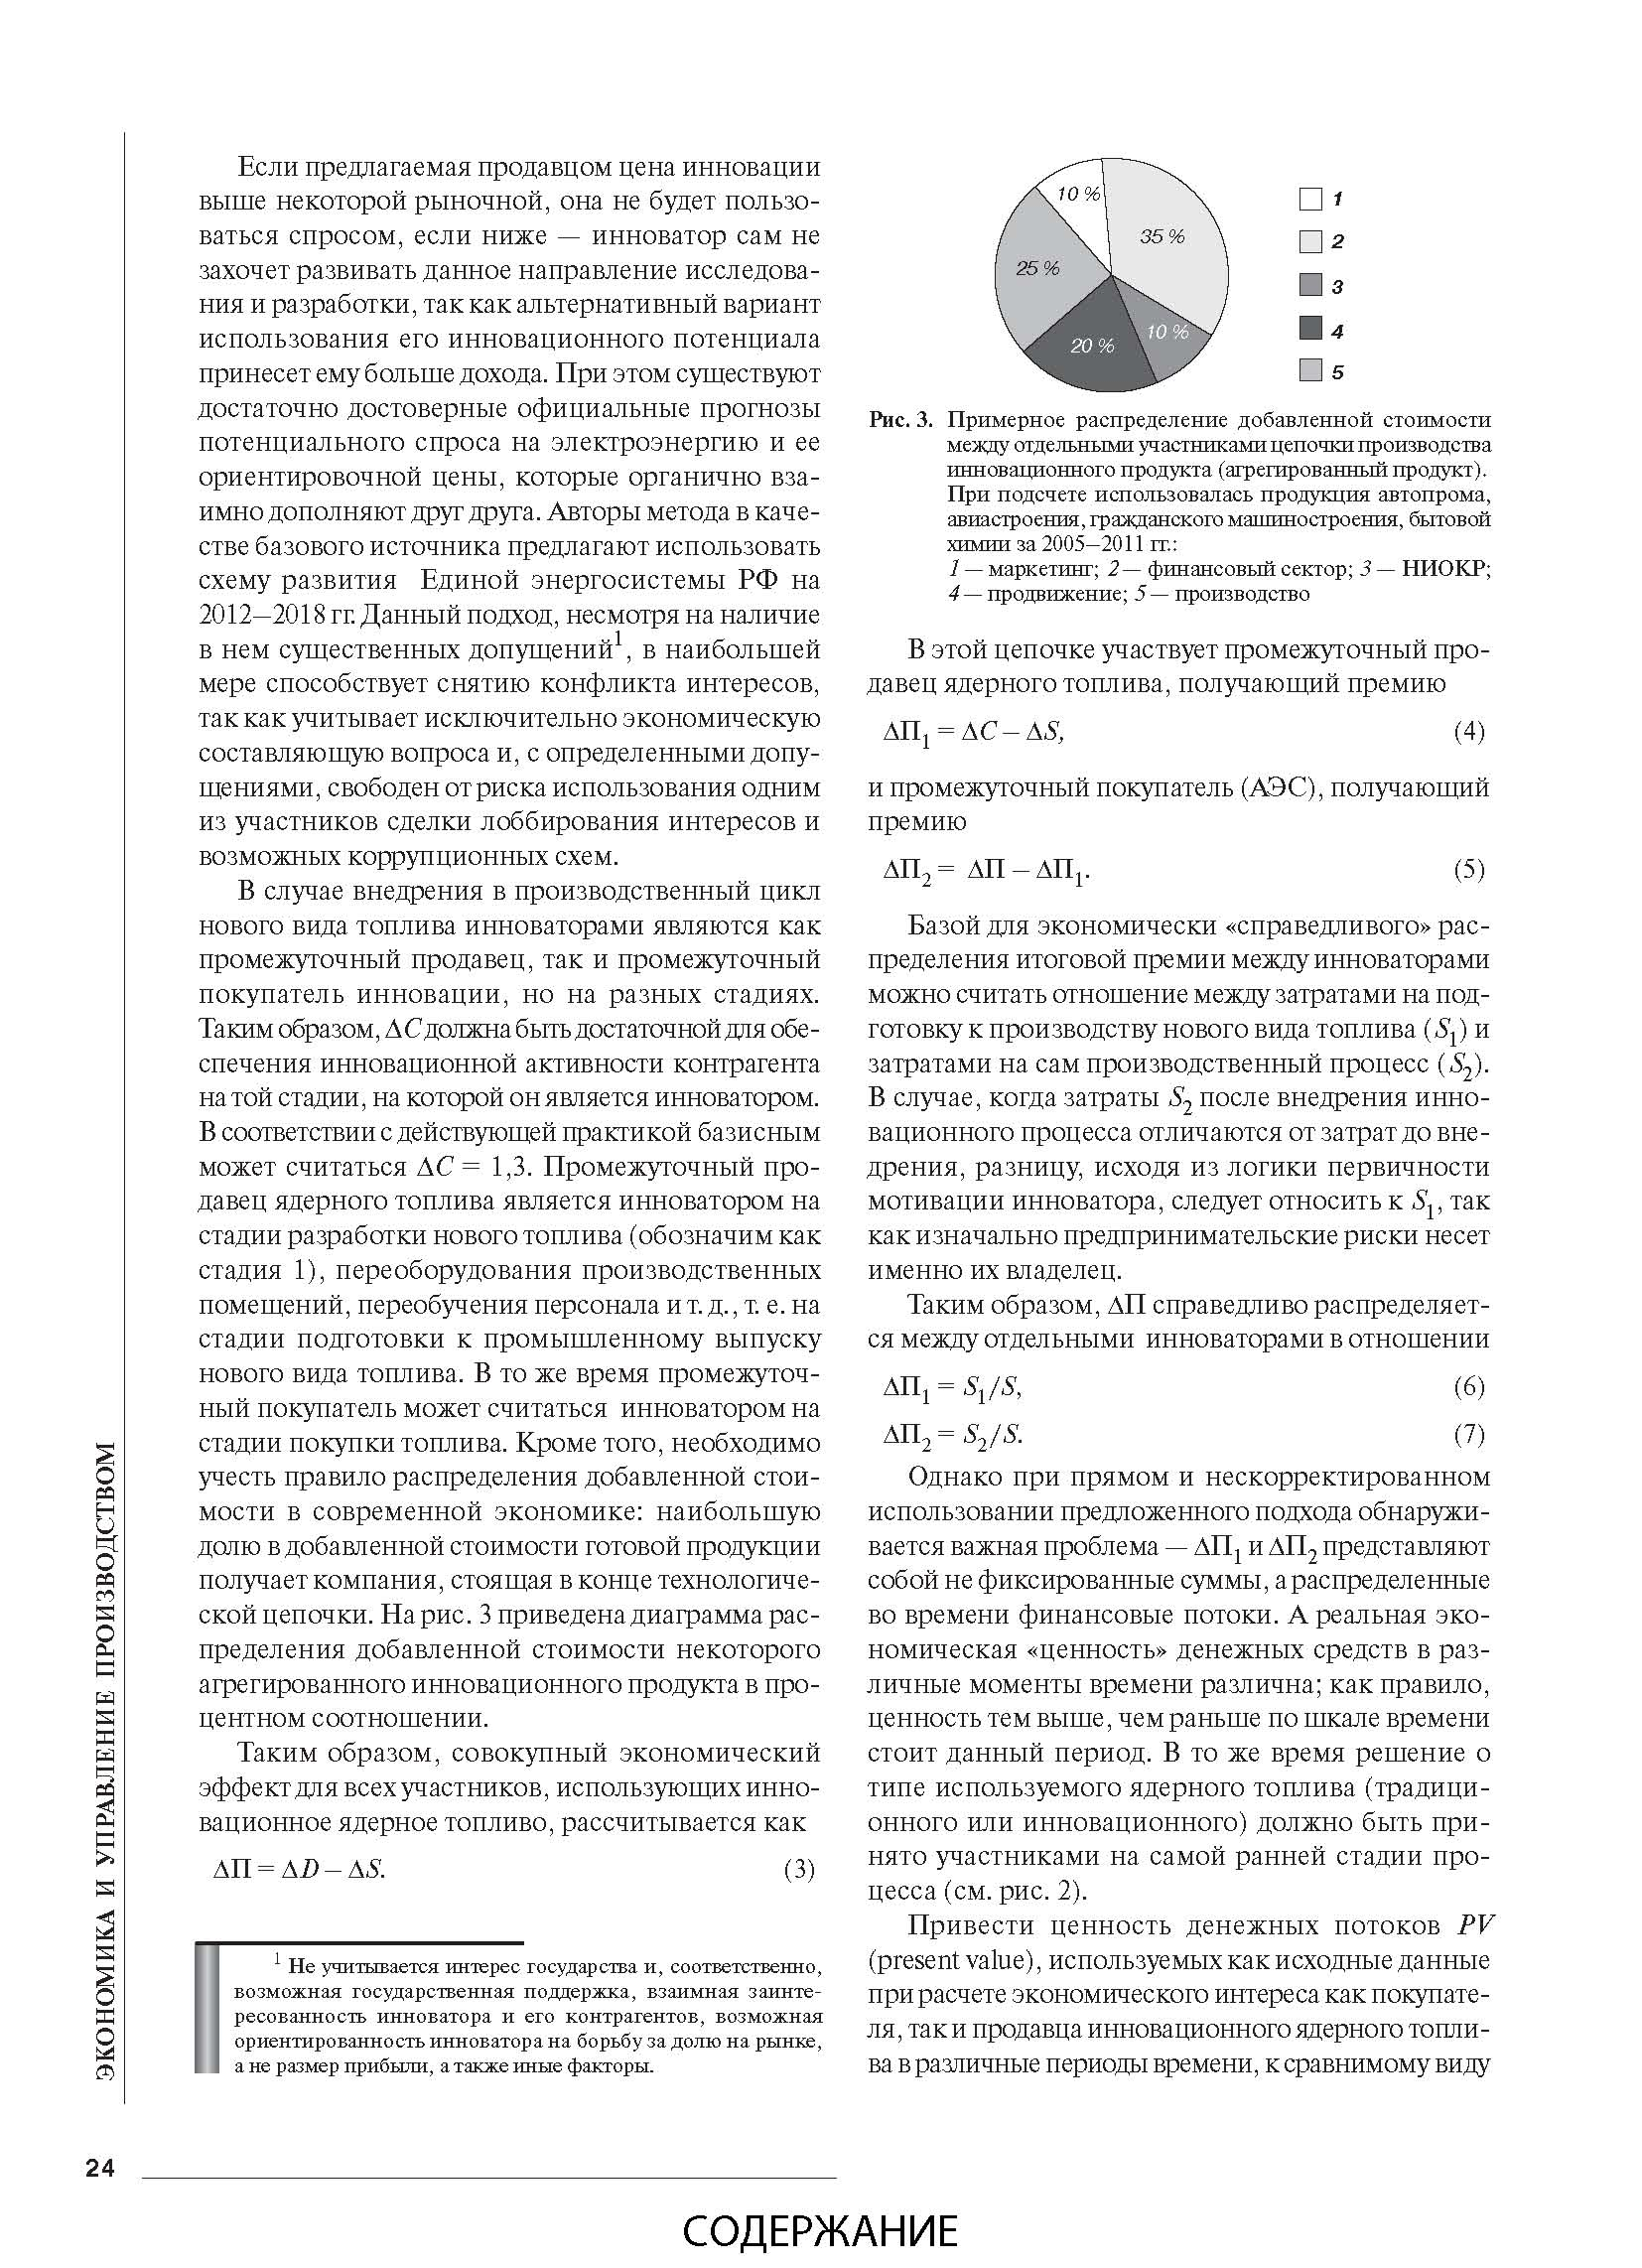 Если предлагаемая продавцом цена инновации
выше некоторой рыночной, она не будет пользо-
ваться спросом, если ниже — инноватор сам не
захочет развивать данное направление исследова-
ния и разработки, так как альтернативный вариант
использования его инновационного потенциала
принесет ему больше дохода. При этом существуют
достаточно достоверные официальные прогнозы
потенциального спроса на электроэнергию и ее
ориентировочной цены, которые органично вза-
имно дополняют друг друга. Авторы метода в каче-
стве базового источника предлагают использовать
схему развития Единой энергосистемы РФ на
2012–2018 гг. Данный подход, несмотря на наличие
в нем существенных допущений¹, в наибольшей
мере способствует снятию конфликта интересов,
так как учитывает исключительно экономическую
составляющую вопроса и, с определенными допу-
щениями, свободен от риска использования одним
из участников сделки лоббирования интересов и
возможных коррупционных схем.
В случае внедрения в производственный цикл
нового вида топлива инноваторами являются как
промежуточный продавец, так и промежуточный
покупатель инновации, но на разных стадиях.
Таким образом, ΔC должна быть достаточной для обе-
спечения инновационной активности контрагента
на той стадии, на которой он является инноватором.
В соответствии с действующей практикой базисным
может считаться ΔC = 1,3. Промежуточный про-
давец ядерного топлива является инноватором на
стадии разработки нового топлива (обозначим как
стадия 1), переоборудования производственных
помещений, переобучения персонала и т. д., т. е. на
стадии подготовки к промышленному выпуску
нового вида топлива. В то же время промежуточ-
ный покупатель может считаться инноватором на
стадии покупки топлива. Кроме того, необходимо
учесть правило распределения добавленной стои-
мости в современной экономике: наибольшую
долю в добавленной стоимости готовой продукции
получает компания, стоящая в конце технологиче-
ской цепочки. На рис. 3 приведена диаграмма рас-
пределения добавленной стоимости некоторого
агрегированного инновационного продукта в про-
центном соотношении.
Таким образом, совокупный экономический
эффект для всех участников, использующих инно-
вационное ядерное топливо, рассчитывается как
ΔП = ΔD – ΔS. (3)
¹ Не учитывается интерес государства и, соответственно,
возможная государственная поддержка, взаимная заинте-
ресованность инноватора и его контрагентов, возможная
ориентированность инноватора на борьбу за долю на рынке,
а не размер прибыли, а также иные факторы.
10 %
35 %
25 %
10 %
20 %
1
2
3
4
5
Рис. 3. Примерное распределение добавленной стоимости
между отдельными участниками цепочки производства
инновационного продукта (агрегированный продукт).
При подсчете использовалась продукция автопрома,
авиастроения, гражданского машиностроения, бытовой
химии за 2005–2011 гг.:
1 — маркетинг; 2 — финансовый сектор; 3 — НИОКР;
4 — продвижение; 5 — производство
В этой цепочке участвует промежуточный про-
давец ядерного топлива, получающий премию
ΔП₁ = ΔC – ΔS, (4)
и промежуточный покупатель (АЭС), получающий
премию
ΔП₂ = ΔП – ΔП₁. (5)
Базой для экономически «справедливого» рас-
пределения итоговой премии между инноваторами
можно считать отношение между затратами на под-
готовку к производству нового вида топлива (S₁) и
затратами на сам производственный процесс (S₂).
В случае, когда затраты S₂ после внедрения инно-
вационного процесса отличаются от затрат до вне-
дрения, разницу, исходя из логики первичности
мотивации инноватора, следует относить к S₁, так
как изначально предпринимательские риски несет
именно их владелец.
Таким образом, ΔП справедливо распределяет-
ся между отдельными инноваторами в отношении
ΔП₁ = S₁/S, (6)
ΔП₂ = S₂/S. (7)
Однако при прямом и нескорректированном
использовании предложенного подхода обнаружи-
вается важная проблема — ΔП₁ и ΔП₂ представляют
собой не фиксированные суммы, а распределенные
во времени финансовые потоки. А реальная эко-
номическая «ценность» денежных средств в раз-
личные моменты времени различна; как правило,
ценность тем выше, чем раньше по шкале времени
стоит данный период. В то же время решение о
типе используемого ядерного топлива (традици-
онного или инновационного) должно быть при-
нято участниками на самой ранней стадии про-
цесса (см. рис. 2).
Привести ценность денежных потоков PV
(present value), используемых как исходные данные
при расчете экономического интереса как покупате-
ля, так и продавца инновационного ядерного топли-
ва в различные периоды времени, к сравнимому виду
ЭКОНОМИКА И УПРАВЛЕНИЕ ПРОИЗВОДСТВОМ
24
СОДЕРЖАНИЕ